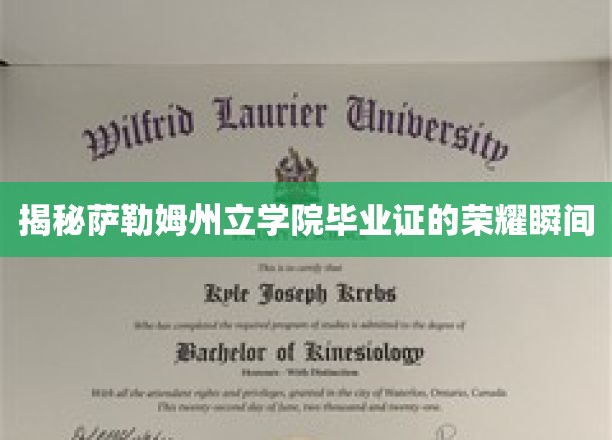 Wilfrid Laurier University
揭秘萨勒姆州立学院毕业证的荣耀瞬间
This is to certify that
Kyle Joseph Krebs
Who has completed the required program of studies is admitted to the degree of
Bachelor of Kinesiology
Honours - With Distinction
With all the attendant rights and privileges, granted in the city of Waterloo, Ontario, Canada
This twenty-second day of June, two thousand and twenty-one.